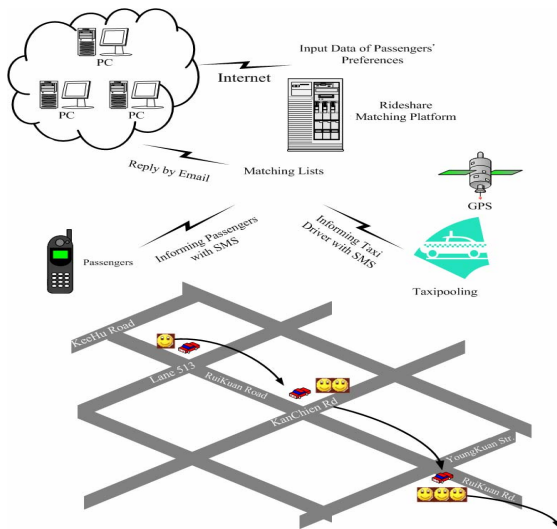 PC
PC
PC
Internet
Input Data of Passengers'
Preferences
Rideshare
Matching Platform
Reply by Email
Matching Lists
GPS
Passengers
Informing Passengers
with SMS
Informing Taxi
Driver with SMS
Taxipooling
KeeHu Road
Lane 513
RuiKuan Road
KanChien Rd
YoungKuan Str.
RuiKuan Rd.